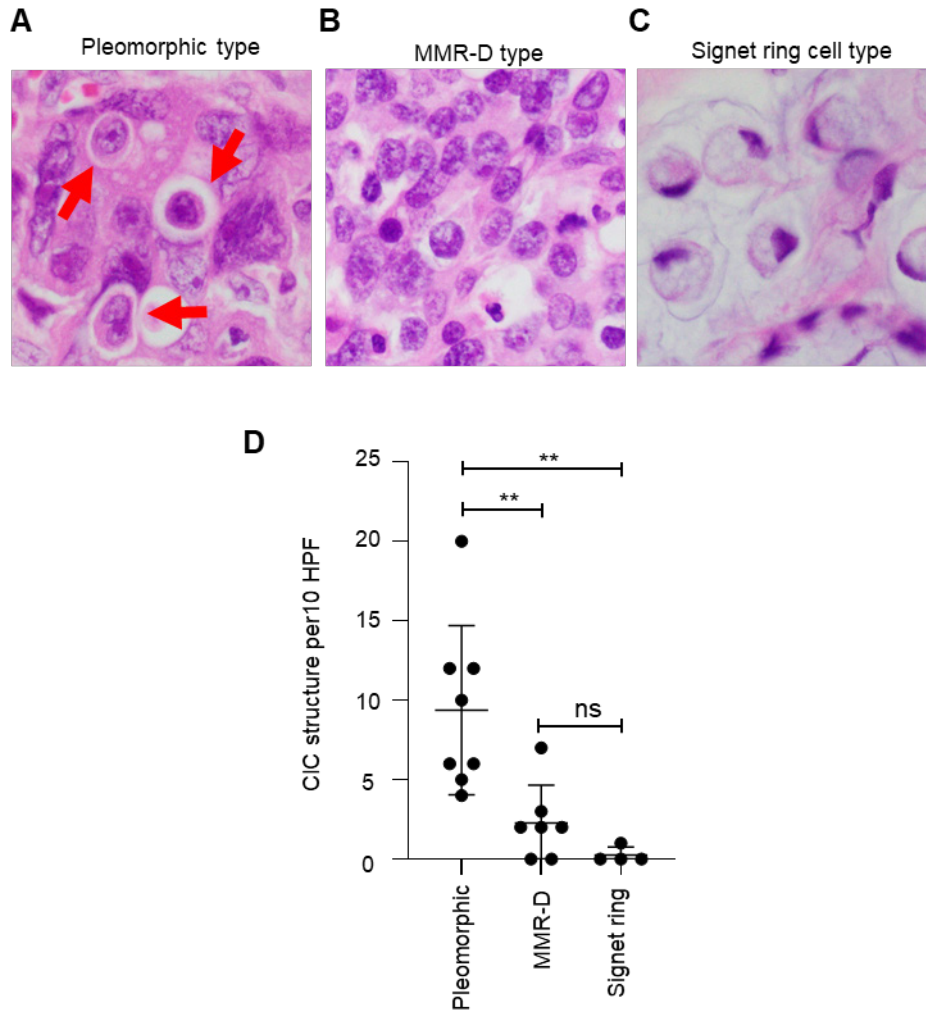 A
Pleomorphic type
B
MMR-D type
C
Signet ring cell type
D
CIC structure per10 HPF
25
20
15
10
5
0
**
**
ns
Pleomorphic
MMR-D
Signet ring